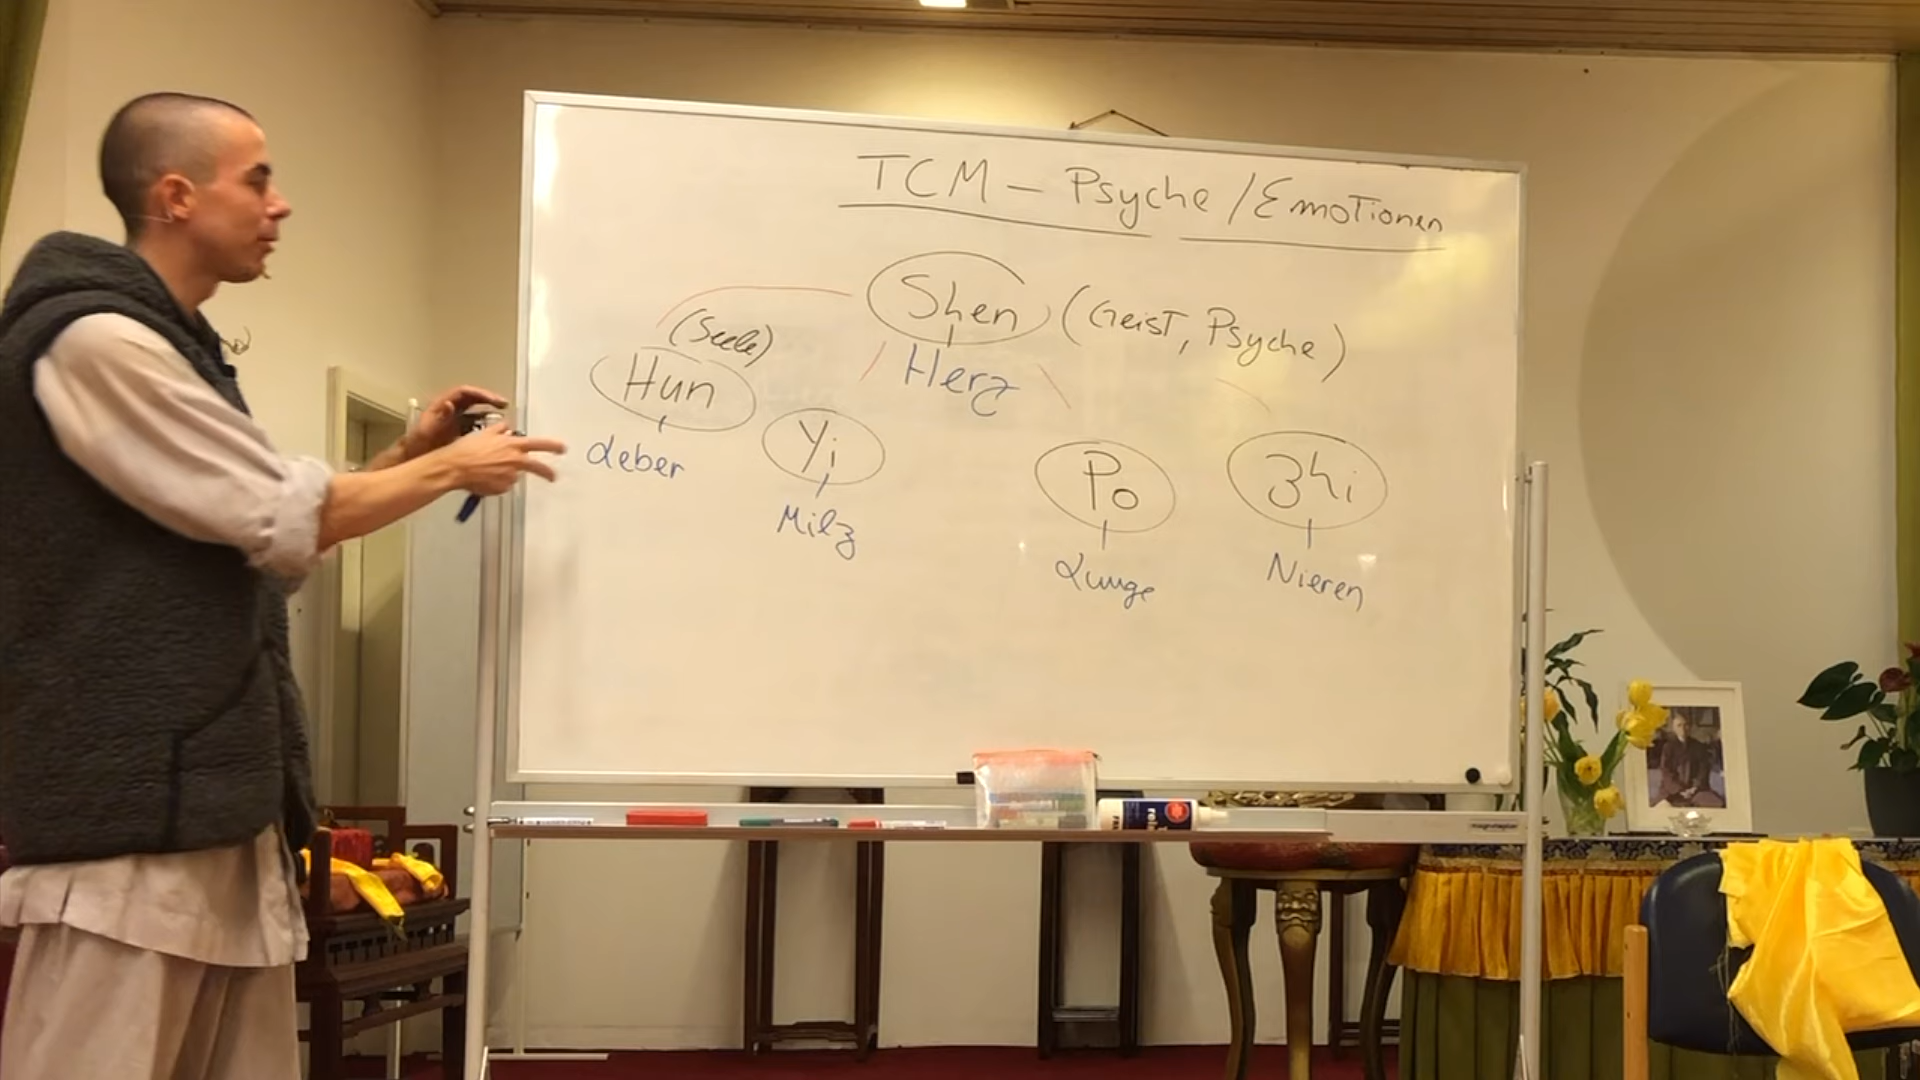 TCM – Psyche / Emotionen
Shen (Geist, Psyche)
Herz
(Seele)
Hun
Leber
Yi
Milz
Po
Lunge
Zhi
Nieren